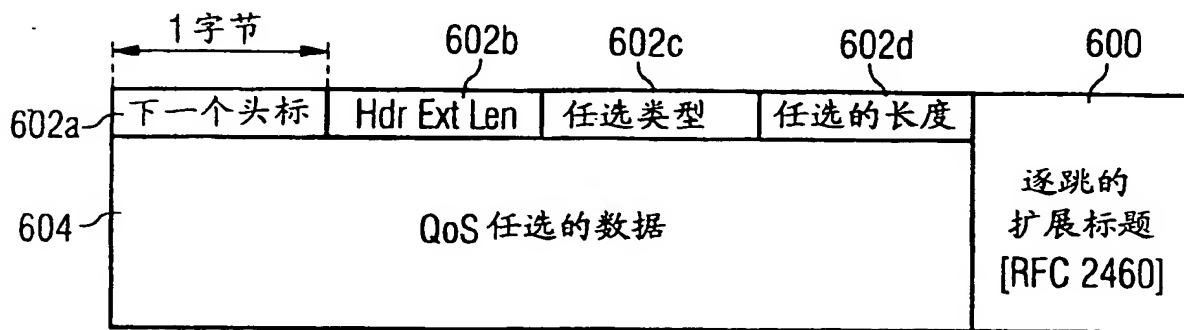 1字节
602b
602c
602d
600
602a
下一个头标
Hdr Ext Len
任选类型
任选的长度
逐跳的
扩展标题
[RFC 2460]
604
QoS 任选的数据